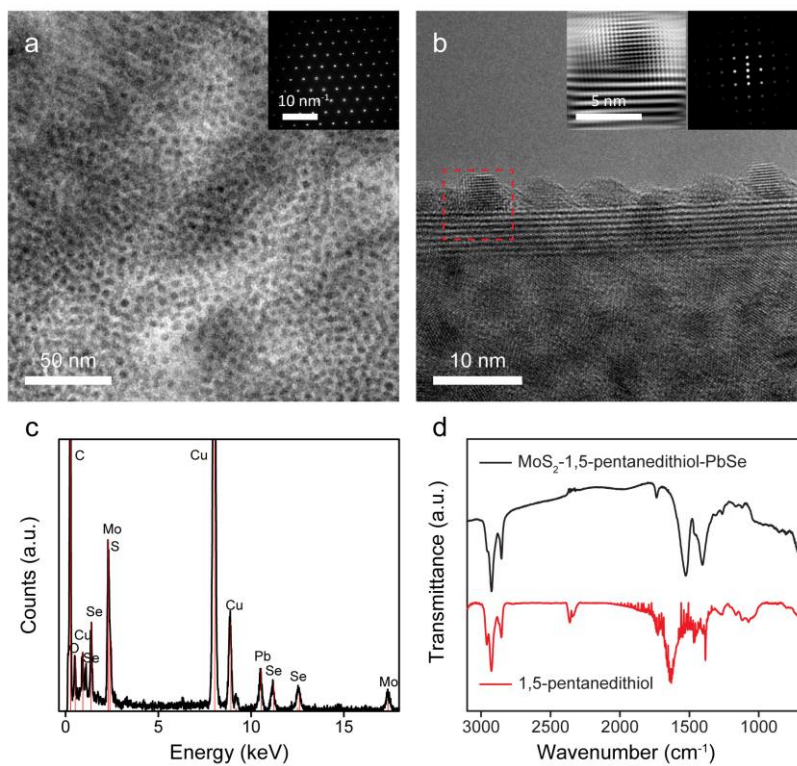 a
10 nm⁻¹
50 nm
b
5 nm
10 nm
c
C
Cu
Mo
S
Se
O
Cu
Se
Cu
Pb
Se
Se
Mo
Counts (a.u.)
0 5 10 15
Energy (keV)
d
MoS₂-1,5-pentanedithiol-PbSe
1,5-pentanedithiol
Transmittance (a.u.)
3000 2500 2000 1500 1000
Wavenumber (cm⁻¹)